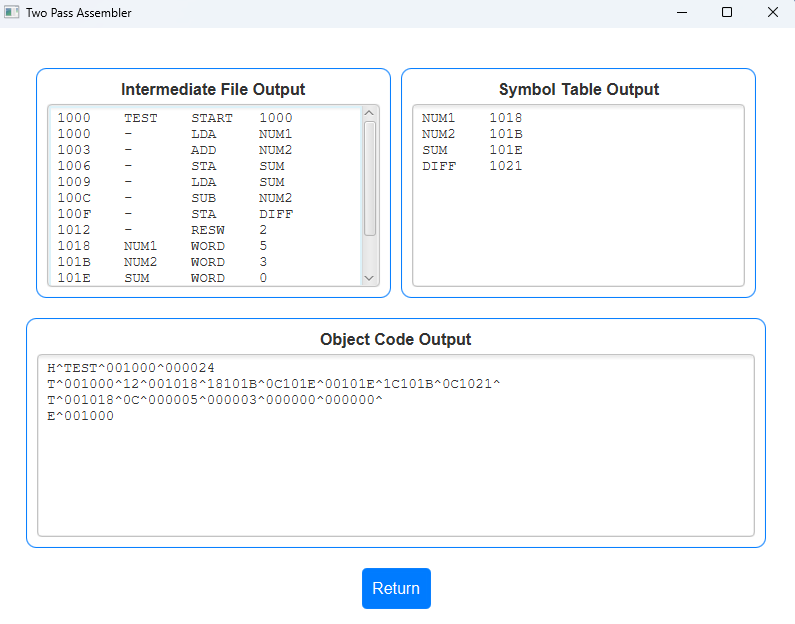 Two Pass Assembler
Intermediate File Output
1000 TEST START 1000
1000 - LDA NUM1
1003 - ADD NUM2
1006 - STA SUM
1009 - LDA SUM
100C - SUB NUM2
100F - STA DIFF
1012 - RESW 2
1018 NUM1 WORD 5
101B NUM2 WORD 3
101E SUM WORD 0
Symbol Table Output
NUM1 1018
NUM2 101B
SUM 101E
DIFF 1021
Object Code Output
H^TEST^001000^000024
T^001000^12^001018^18101B^0C101E^00101E^1C101B^0C1021^
T^001018^0C^000005^000003^000000^000000^
E^001000
Return